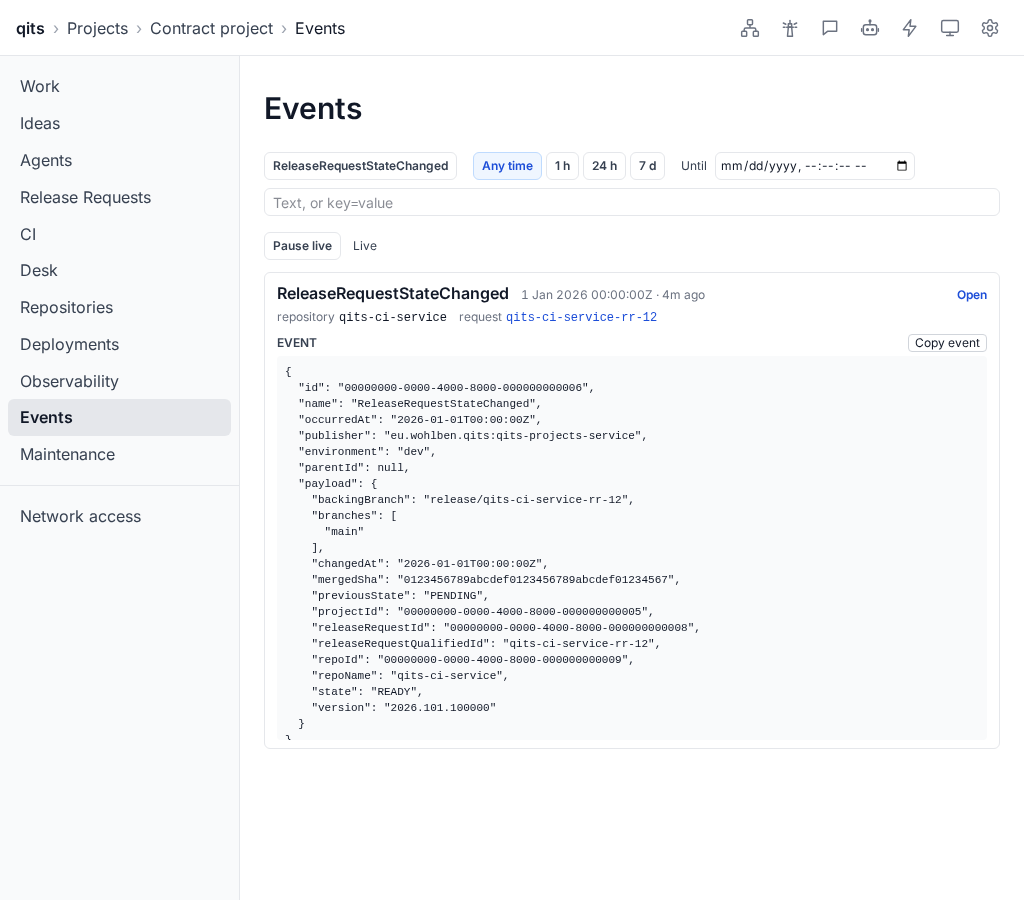 qits › Projects › Contract project › Events
Work
Ideas
Agents
Release Requests
CI
Desk
Repositories
Deployments
Observability
Events
Maintenance
Network access
Events
ReleaseRequestStateChanged Any time 1 h 24 h 7 d Until mm/dd/yyyy, --:--:-- --
Text, or key=value
Pause live Live
ReleaseRequestStateChanged 1 Jan 2026 00:00:00Z · 4m ago Open
repository qits-ci-service request qits-ci-service-rr-12
EVENT Copy event
{
  "id": "00000000-0000-4000-8000-000000000006",
  "name": "ReleaseRequestStateChanged",
  "occurredAt": "2026-01-01T00:00:00Z",
  "publisher": "eu.wohlben.qits:qits-projects-service",
  "environment": "dev",
  "parentId": null,
  "payload": {
    "backingBranch": "release/qits-ci-service-rr-12",
    "branches": [
      "main"
    ],
    "changedAt": "2026-01-01T00:00:00Z",
    "mergedSha": "0123456789abcdef0123456789abcdef01234567",
    "previousState": "PENDING",
    "projectId": "00000000-0000-4000-8000-000000000005",
    "releaseRequestId": "00000000-0000-4000-8000-000000000008",
    "releaseRequestQualifiedId": "qits-ci-service-rr-12",
    "repoId": "00000000-0000-4000-8000-000000000009",
    "repoName": "qits-ci-service",
    "state": "READY",
    "version": "2026.101.100000"
  }
}